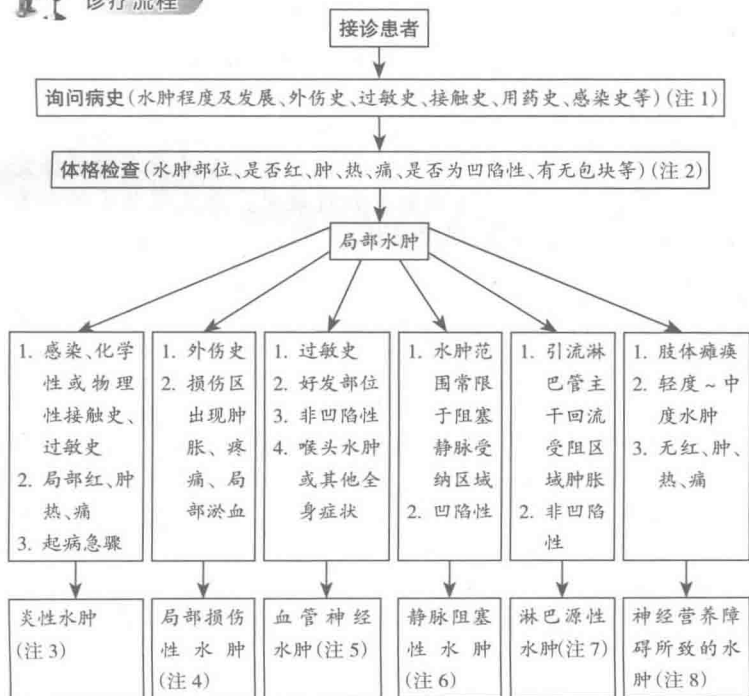 诊疗流程
接诊患者
询问病史(水肿程度及发展、外伤史、过敏史、接触史、用药史、感染史等)(注1)
体格检查(水肿部位、是否红、肿、热、痛、是否为凹陷性、有无包块等)(注2)
局部水肿
1. 感染、化学
性或物理
性接触史、
过敏史
2. 局部红、肿
热、痛
3. 起病急骤
1. 外伤史
2. 损伤区
出现肿
胀、疼
痛、局
部淤血
1. 过敏史
2. 好发部位
3. 非凹陷性
4. 喉头水肿
或其他全
身症状
1. 水肿范
围常限
于阻塞
静脉受
纳区域
2. 凹陷性
1. 引流淋
巴管主
干回流
受阻区
域肿胀
2. 非凹陷
性
1. 肢体瘫痪
2. 轻度~中
度水肿
3. 无红、肿、
热、痛
炎性水肿
(注3)
局部损伤
性水肿
(注4)
血管神经
水肿(注5)
静脉阻塞
性水肿
(注6)
淋巴源性
水肿(注7)
神经营养障
碍所致的水
肿(注8)